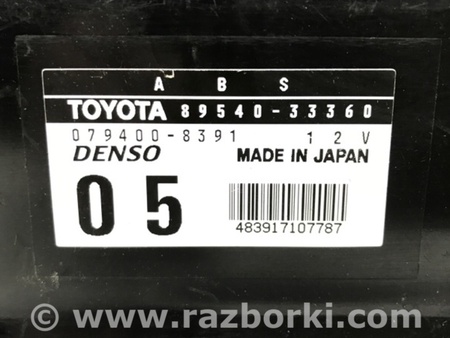 A B S
TOYOTA 89540-33360
079400-8391 12V
DENSO MADE IN JAPAN
05
483917107787
© www.razborki.com